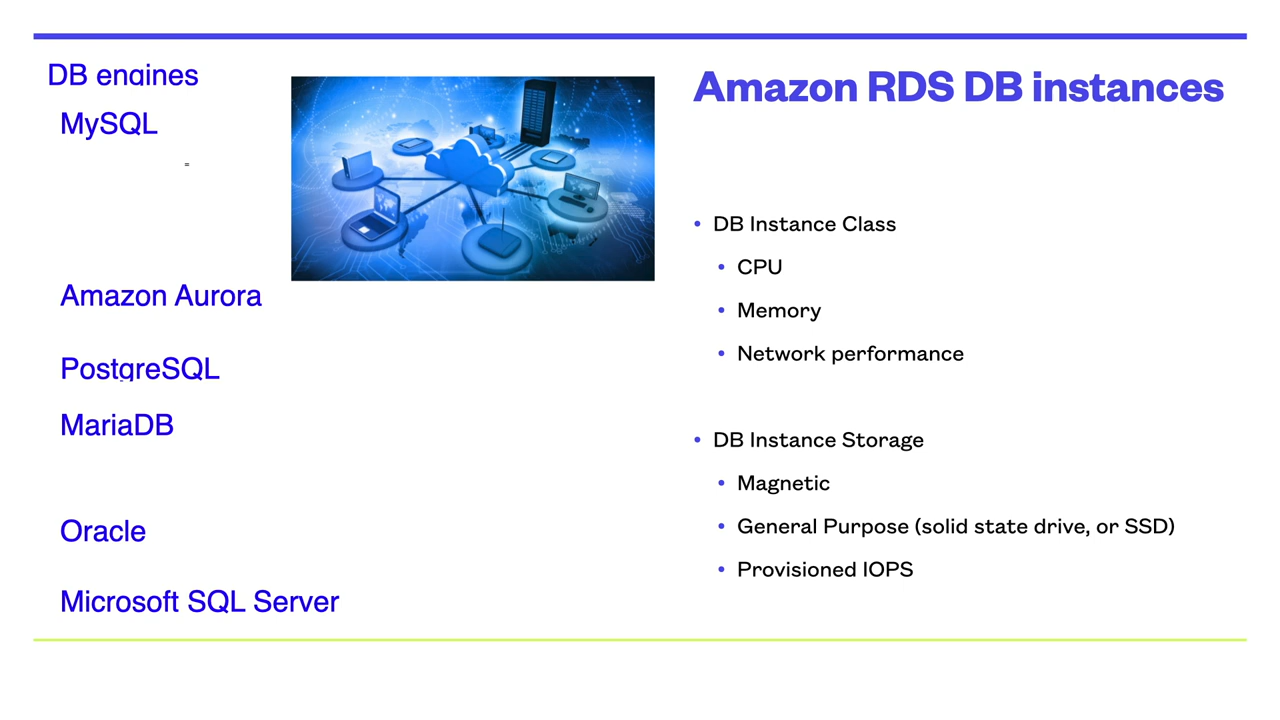 DB engines
MySQL
=
Amazon Aurora
PostgreSQL
MariaDB
Oracle
Microsoft SQL Server
Amazon RDS DB instances
• DB Instance Class
• CPU
• Memory
• Network performance
• DB Instance Storage
• Magnetic
• General Purpose (solid state drive, or SSD)
• Provisioned IOPS